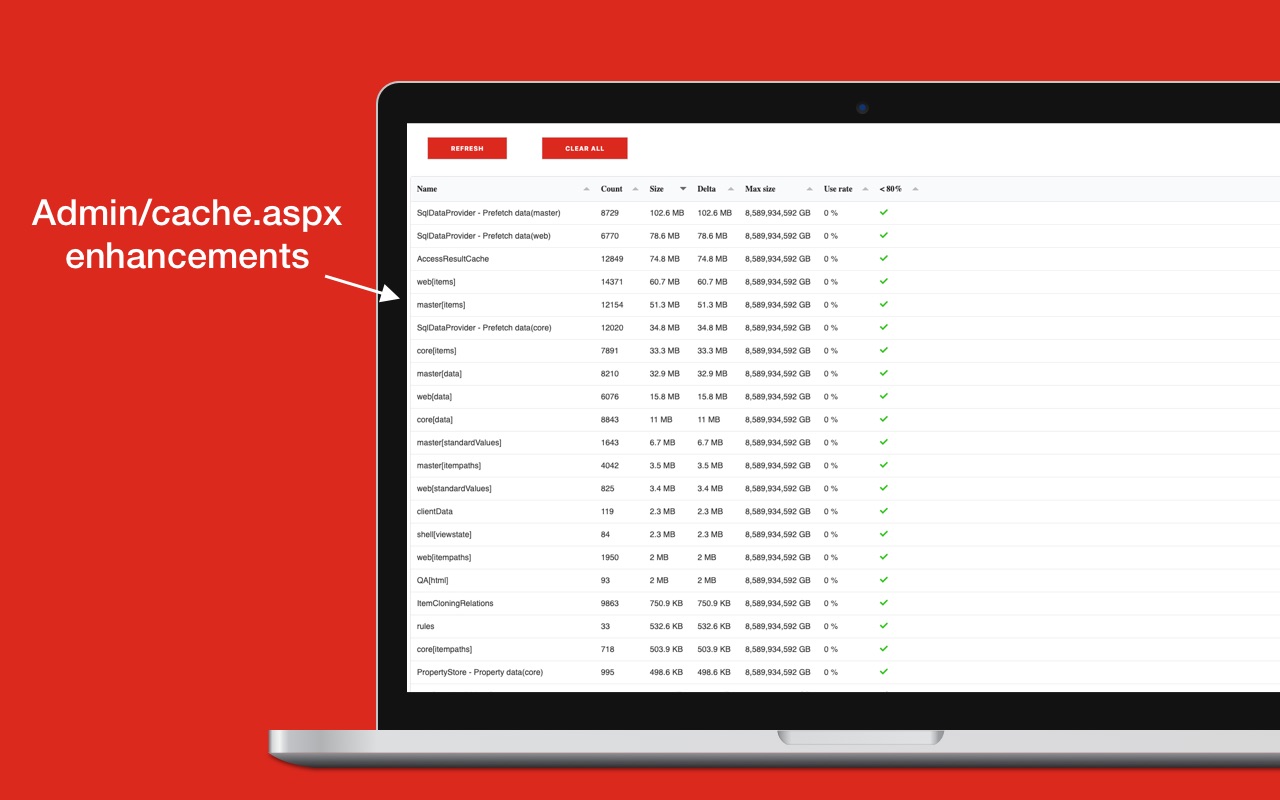 REFRESH CLEAR ALL
Admin/cache.aspx
enhancements
Name Count Size Delta Max size Use rate < 80%
SqlDataProvider - Prefetch data(master) 8729 102.6 MB 102.6 MB 8,589,934,592 GB 0 %
SqlDataProvider - Prefetch data(web) 6770 78.6 MB 78.6 MB 8,589,934,592 GB 0 %
AccessResultCache 12849 74.8 MB 74.8 MB 8,589,934,592 GB 0 %
web[items] 14371 60.7 MB 60.7 MB 8,589,934,592 GB 0 %
master[items] 12154 51.3 MB 51.3 MB 8,589,934,592 GB 0 %
SqlDataProvider - Prefetch data(core) 12020 34.8 MB 34.8 MB 8,589,934,592 GB 0 %
core[items] 7891 33.3 MB 33.3 MB 8,589,934,592 GB 0 %
master[data] 8210 32.9 MB 32.9 MB 8,589,934,592 GB 0 %
web[data] 6076 15.8 MB 15.8 MB 8,589,934,592 GB 0 %
core[data] 8843 11 MB 11 MB 8,589,934,592 GB 0 %
master[standardValues] 1643 6.7 MB 6.7 MB 8,589,934,592 GB 0 %
master[itempaths] 4042 3.5 MB 3.5 MB 8,589,934,592 GB 0 %
web[standardValues] 825 3.4 MB 3.4 MB 8,589,934,592 GB 0 %
clientData 119 2.3 MB 2.3 MB 8,589,934,592 GB 0 %
shell[viewstate] 84 2.3 MB 2.3 MB 8,589,934,592 GB 0 %
web[itempaths] 1950 2 MB 2 MB 8,589,934,592 GB 0 %
QA[html] 93 2 MB 2 MB 8,589,934,592 GB 0 %
ItemCloningRelations 9863 750.9 KB 750.9 KB 8,589,934,592 GB 0 %
rules 33 532.6 KB 532.6 KB 8,589,934,592 GB 0 %
core[itempaths] 718 503.9 KB 503.9 KB 8,589,934,592 GB 0 %
PropertyStore - Property data(core) 995 498.6 KB 498.6 KB 8,589,934,592 GB 0 %